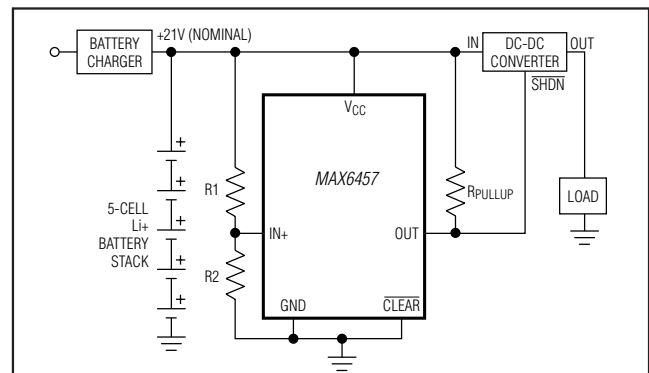 BATTERY
CHARGER
+21V (NOMINAL)
IN
DC-DC
CONVERTER
OUT
SHDN
VCC
MAX6457
R1
RPULLUP
LOAD
5-CELL
Li+
BATTERY
STACK
IN+
OUT
R2
GND
CLEAR
+
+
+
+
+